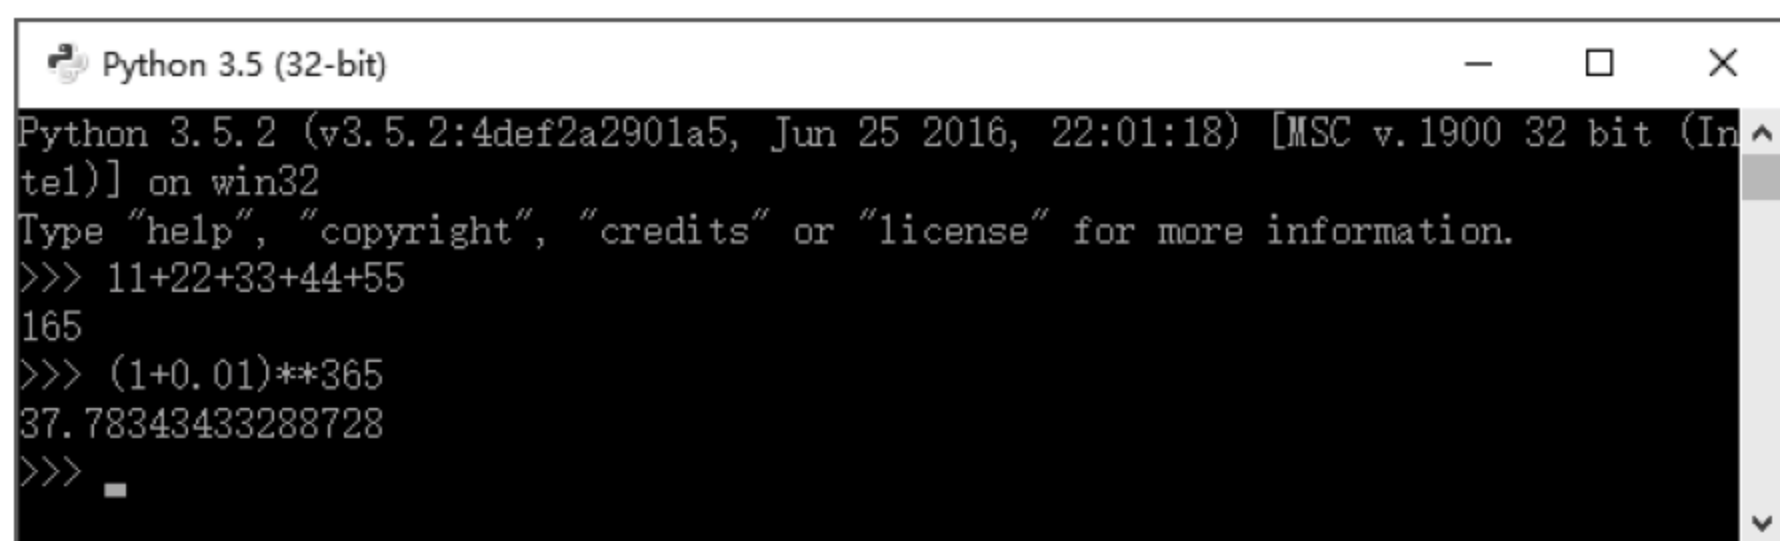 Python 3.5 (32-bit)
Python 3.5.2 (v3.5.2:4def2a2901a5, Jun 25 2016, 22:01:18) [MSC v.1900 32 bit (In
tel)] on win32
Type "help", "copyright", "credits" or "license" for more information.
>>> 11+22+33+44+55
165
>>> (1+0.01)**365
37.78343433288728
>>>